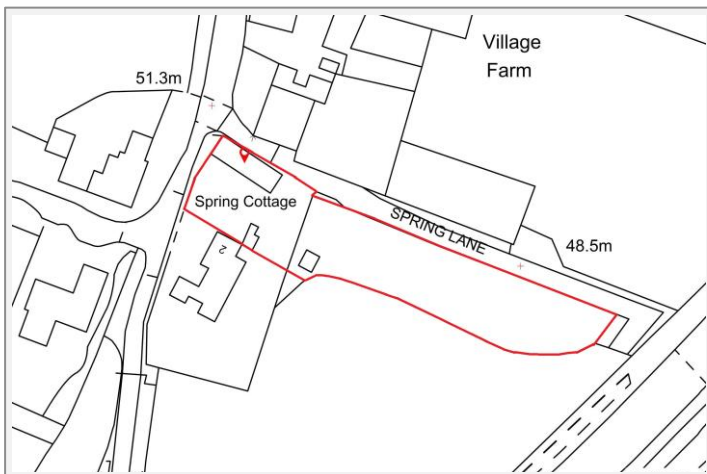 Village
Farm
51.3m
Spring Cottage
SPRING LANE
2
48.5m